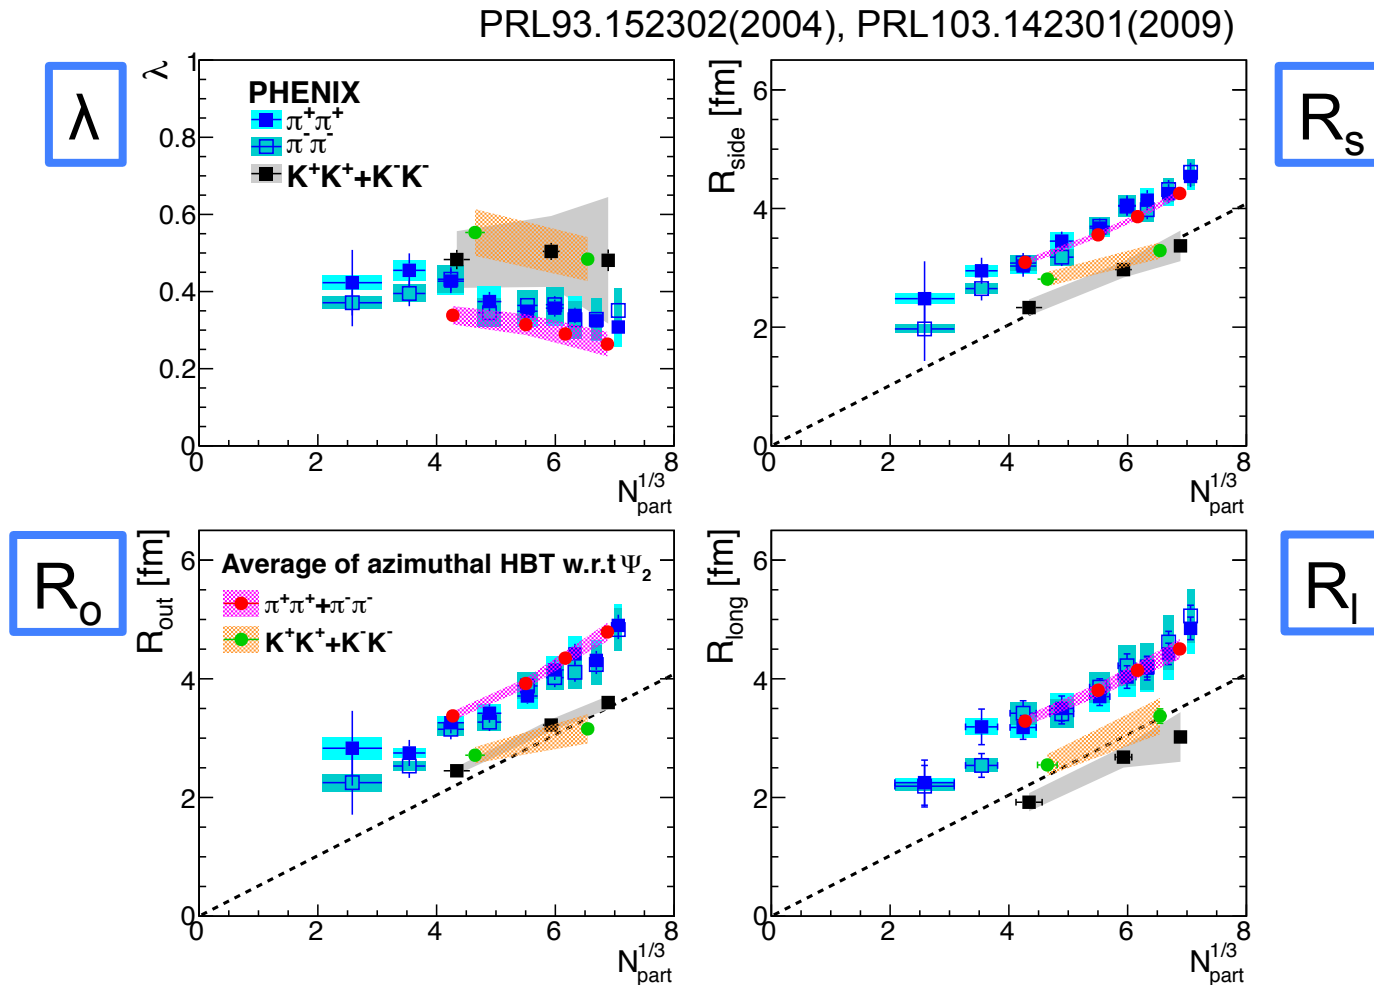 PRL93.152302(2004), PRL103.142301(2009)
λ
λ
1
0.8
0.6
0.4
0.2
0
0 2 4 6 8
N_part^1/3
PHENIX
π⁺π⁺
π⁻π⁻
K⁺K⁺+K⁻K⁻
R_side [fm]
6
4
2
0
0 2 4 6 8
N_part^1/3
R_s
R_o
R_out [fm]
6
4
2
0
0 2 4 6 8
N_part^1/3
Average of azimuthal HBT w.r.t Ψ₂
π⁺π⁺+π⁻π⁻
K⁺K⁺+K⁻K⁻
R_long [fm]
6
4
2
0
0 2 4 6 8
N_part^1/3
R_l